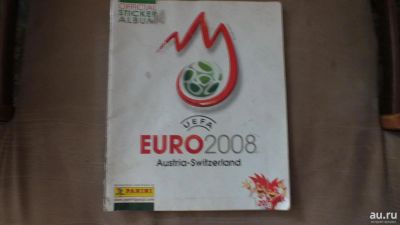 OFFICIAL
STICKER
ALBUM
UEFA
EURO2008
Austria-Switzerland
PANINI
au.ru